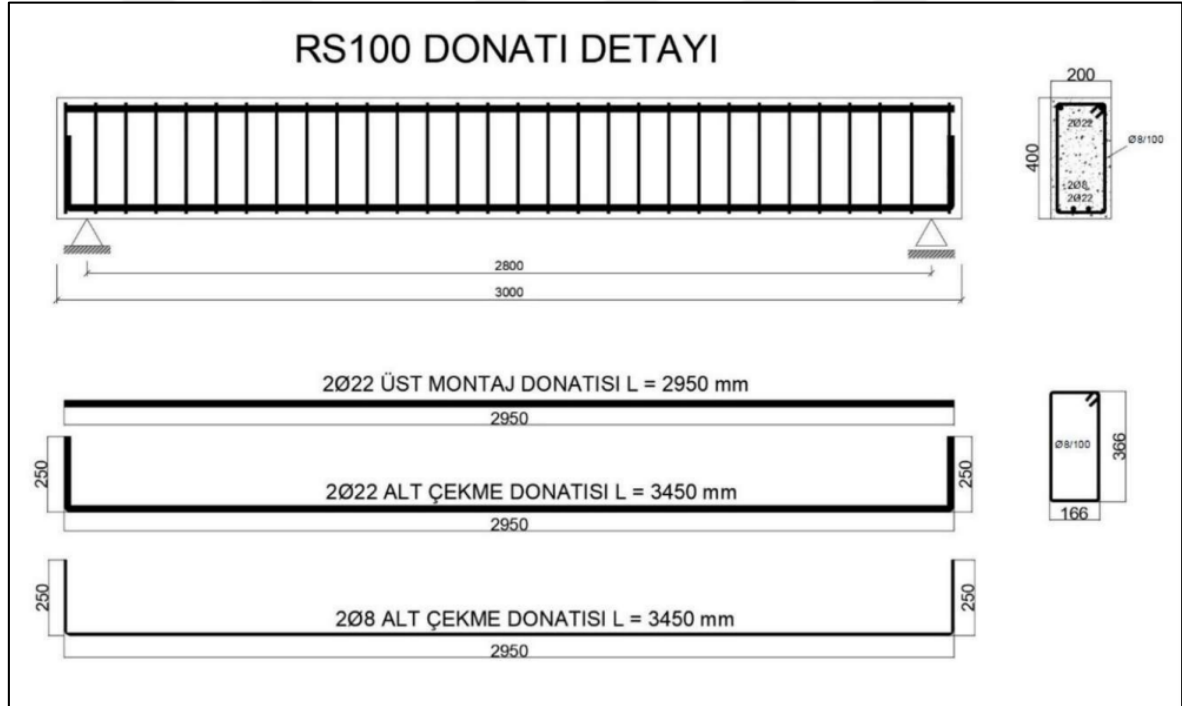 RS100 DONATI DETAYI
200
400
2Ø22
Ø8/100
2Ø8
2Ø22
2800
3000
2Ø22 ÜST MONTAJ DONATISI L = 2950 mm
2950
250
2Ø22 ALT ÇEKME DONATISI L = 3450 mm
250
2950
Ø8/100
366
166
250
2Ø8 ALT ÇEKME DONATISI L = 3450 mm
250
2950